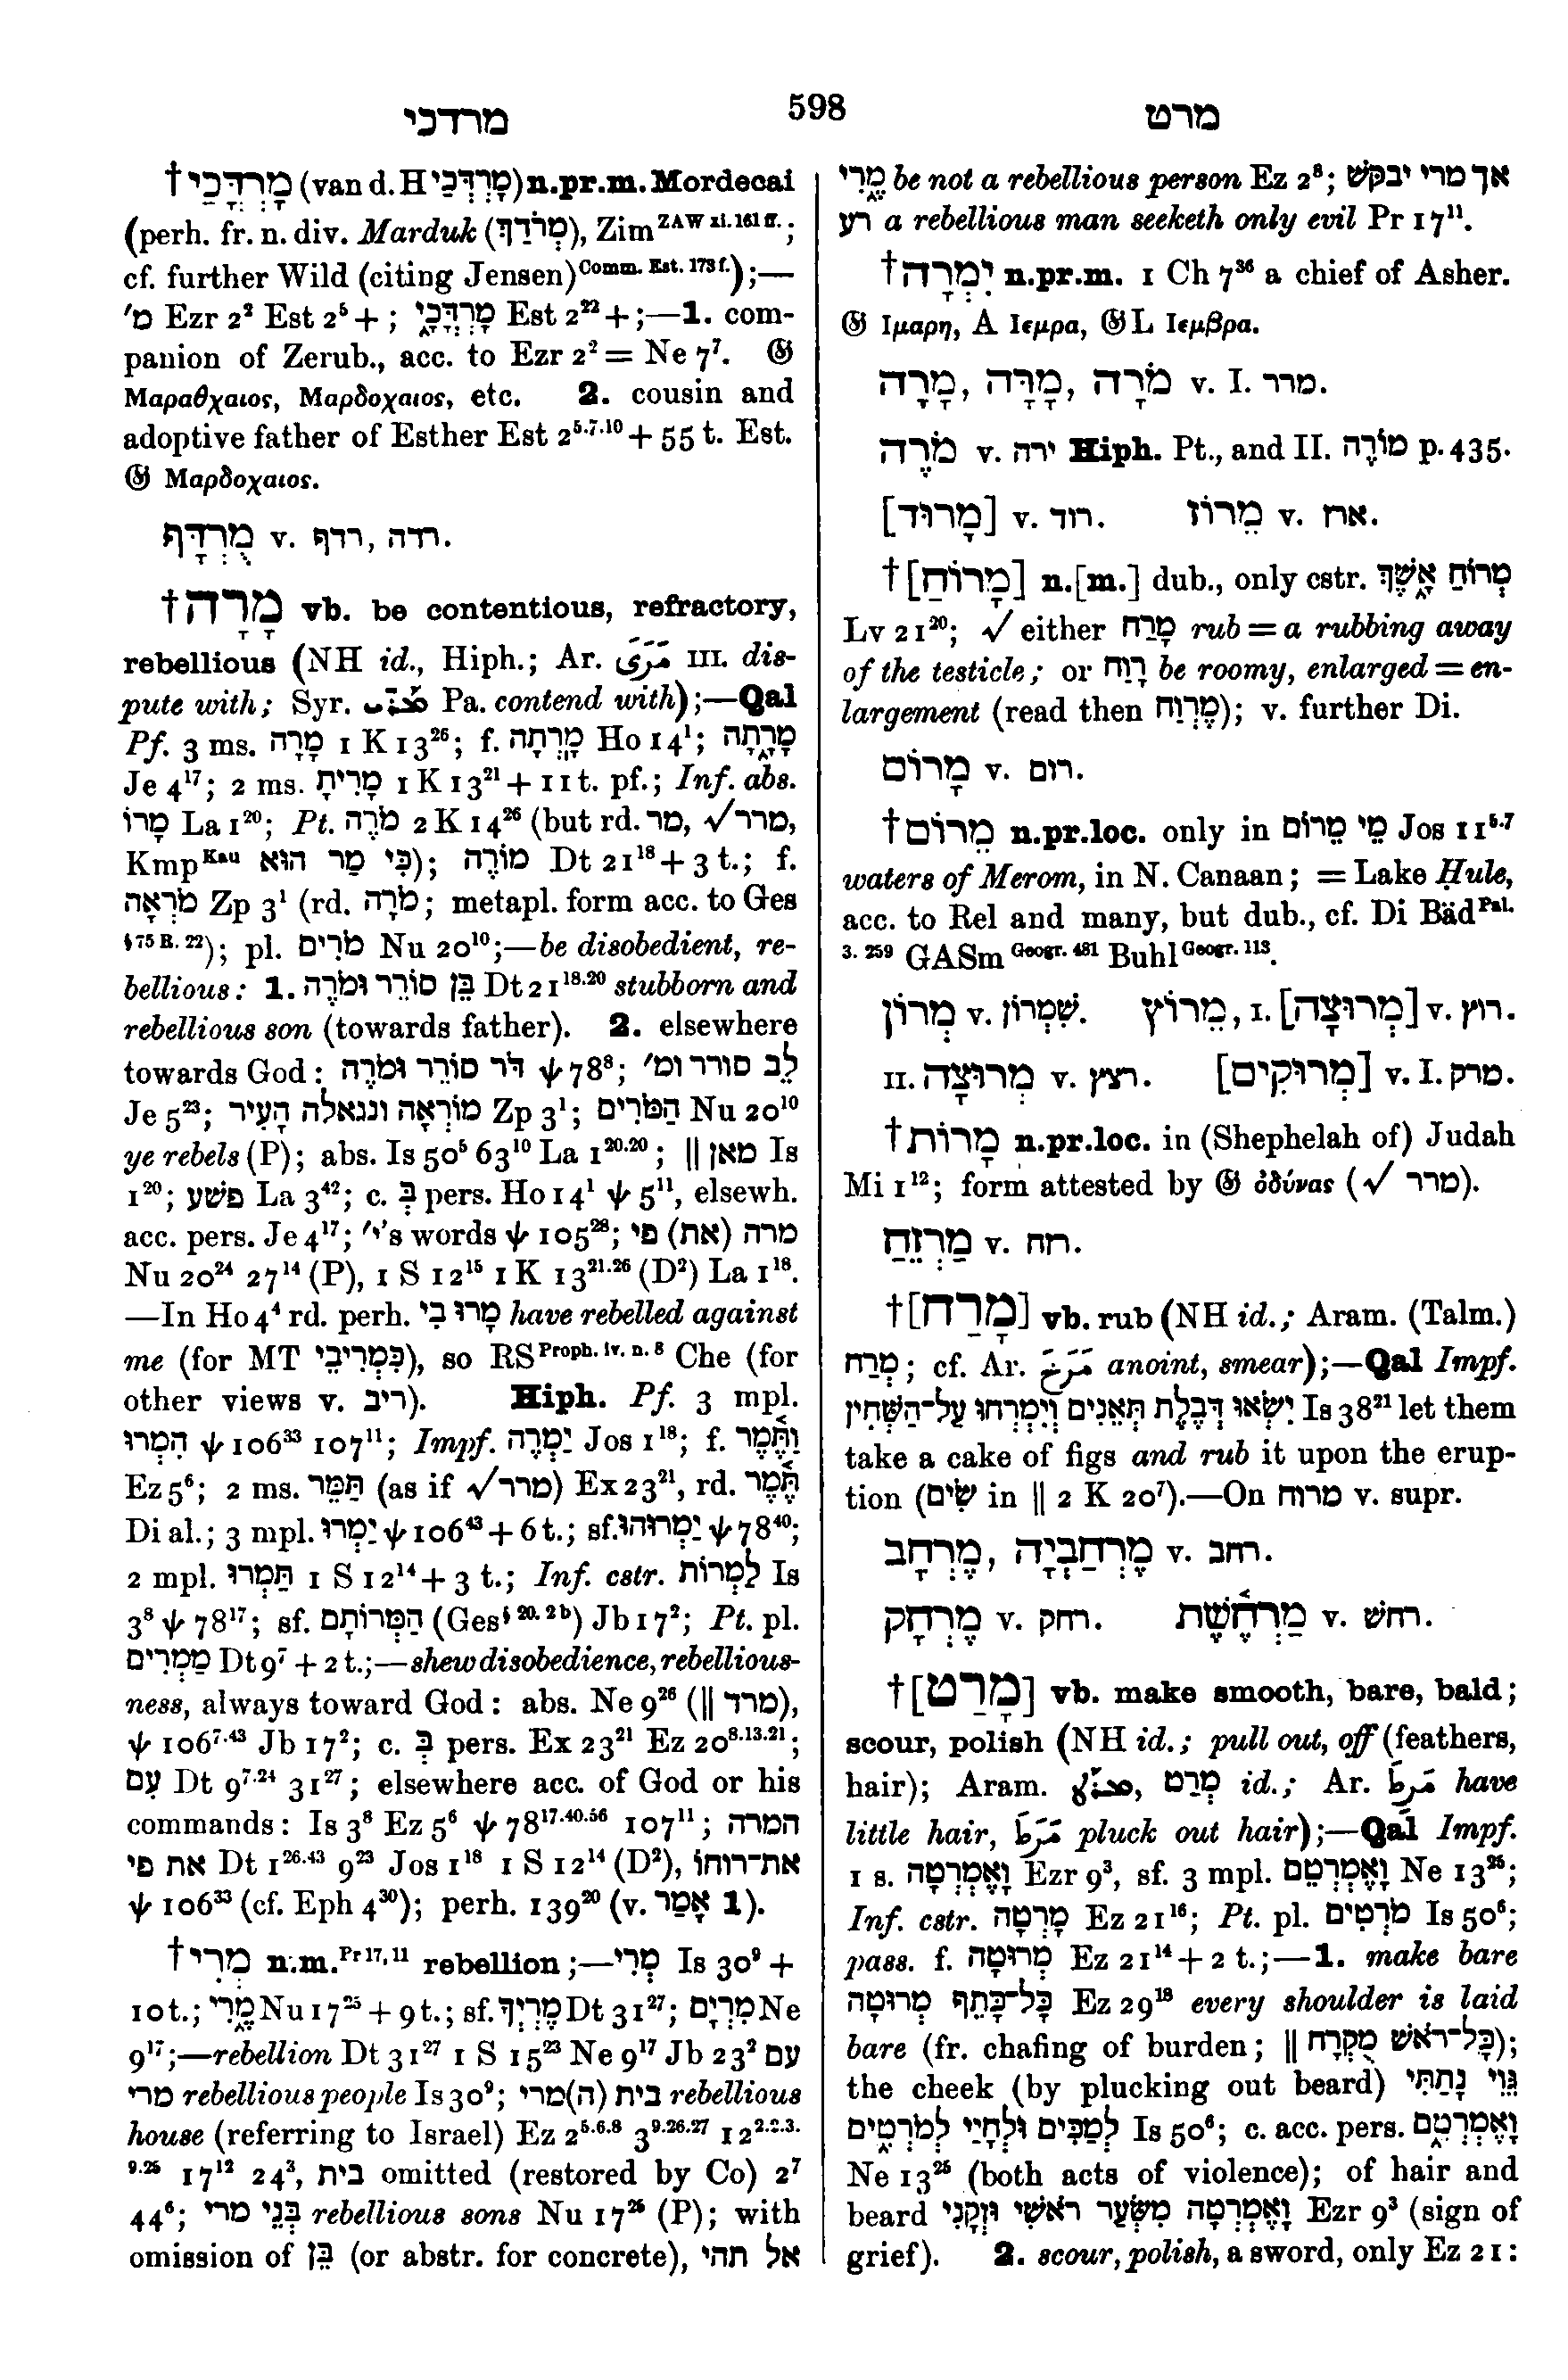 מרדכי 598 מרט
† מָרְדֳּכַי (van d. H מָרְדְּכַי) n.pr.m. Mordecai
(perh. fr. n. div. Marduk (מְרֹדַךְ), Zim ZAW xi. 161 ff.;
cf. further Wild (citing Jensen) Comm. Est. 173 f.);—
מ׳ Ezr 2² Est 2⁵ + ; מָרְדֳּכָ֑י Est 2²² + ;—1. com-
panion of Zerub., acc. to Ezr 2² = Ne 7⁷. 𝔊
Μαραθχαιος, Μαρδοχαιος, etc. 2. cousin and
adoptive father of Esther Est 2⁵·⁷·¹⁰ + 55 t. Est.
𝔊 Μαρδοχαιος.
מֻרְדָּף v. רדה, רדף.
† מָרָה vb. be contentious, refractory,
rebellious (NH id., Hiph.; Ar. مَرَى III. dis-
pute with; Syr. Pa. contend with);—Qal
Pf. 3 ms. מָרָה 1 K 13²⁶; f. מָֽרְתָה Ho 14¹; מָרָ֑תָה
Je 4¹⁷; 2 ms. מָרִיתָ 1 K 13²¹ + 11 t. pf.; Inf. abs.
מָרוֹ La 1²⁰; Pt. מֹרֶה 2 K 14²⁶ (but rd. מר, √מרר,
Kmp Kau כִּי מַר הוּא); מוֹרֶה Dt 21¹⁸ + 3 t.; f.
מֹרְאָה Zp 3¹ (rd. מֹרָה; metapl. form acc. to Ges
§ 75 R. 22); pl. מֹרִים Nu 20¹⁰;—be disobedient, re-
bellious: 1. בֵּן סוֹרֵר וּמֹרֶה Dt 21¹⁸·²⁰ stubborn and
rebellious son (towards father). 2. elsewhere
towards God: דֹּר סוֹרֵר וּמֹרֶה ψ 78⁸; לֵב סורר ומ׳
Je 5²³; מוֹרְאָה ונגאלה הָעִיר Zp 3¹; הַמֹּרִים Nu 20¹⁰
ye rebels (P); abs. Is 50⁵ 63¹⁰ La 1²⁰·²⁰; ‖ מאן Is
1²⁰; פשׁע La 3⁴²; c. בְּ pers. Ho 14¹ ψ 5¹¹, elsewh.
acc. pers. Je 4¹⁷; י׳'s words ψ 105²⁸; מרה (את) פי
Nu 20²⁴ 27¹⁴ (P), 1 S 12¹⁵ 1 K 13²¹·²⁶ (D²) La 1¹⁸.
—In Ho 4⁴ rd. perh. מָרוּ בִי have rebelled against
me (for MT כִּמְרִיבֵי), so RS Proph. iv. n. 8 Che (for
other views v. ריב). Hiph. Pf. 3 mpl.
הִמְרוּ ψ 106³³ 107¹¹; Impf. יַמְרֶה Jos 1¹⁸; f. וַתֶּ֫מֶר
Ez 5⁶; 2 ms. תַּמֵּר (as if √מרר) Ex 23²¹, rd. תֶּ֫מֶר
Di al.; 3 mpl. יַמְרוּ ψ 106⁴³ + 6 t.; sf. יַמְרוּהוּ ψ 78⁴⁰;
2 mpl. תַּמְרוּ 1 S 12¹⁴ + 3 t.; Inf. cstr. לַמְרוֹת Is
3⁸ ψ 78¹⁷; sf. הַמְּרוֹתָם (Ges § 20. 2 b) Jb 17²; Pt. pl.
מַמְרִים Dt 9⁷ + 2 t.;—shew disobedience, rebellious-
ness, always toward God: abs. Ne 9²⁶ (‖ מרד),
ψ 106⁷·⁴³ Jb 17²; c. בְּ pers. Ex 23²¹ Ez 20⁸·¹³·²¹;
עִם Dt 9⁷·²⁴ 31²⁷; elsewhere acc. of God or his
commands: Is 3⁸ Ez 5⁶ ψ 78¹⁷·⁴⁰·⁵⁶ 107¹¹; המרה
את פי Dt 1²⁶·⁴³ 9²³ Jos 1¹⁸ 1 S 12¹⁴ (D²), את־רוחו
ψ 106³³ (cf. Eph 4³⁰); perh. 139²⁰ (v. אָמַר 1).
† מְרִי n.m. Pr 17, 11 rebellion;—מְרִי Is 30⁹ +
10 t.; מֶ֑רִי Nu 17²⁵ + 9 t.; sf. מֶרְיְךָ Dt 31²⁷; מִרְיָם Ne
9¹⁷;—rebellion Dt 31²⁷ 1 S 15²³ Ne 9¹⁷ Jb 23² עם
מרי rebellious people Is 30⁹; בית (ה)מרי rebellious
house (referring to Israel) Ez 2⁵·⁶·⁸ 3⁹·²⁶·²⁷ 12²·²·³·
⁹·²⁵ 17¹² 24³, בית omitted (restored by Co) 2⁷
44⁶; בְּנֵי מרי rebellious sons Nu 17²⁵ (P); with
omission of בֵּן (or abstr. for concrete), אל תהי
מֶ֑רִי be not a rebellious person Ez 2⁸; אך מרי יבקשׁ
רע a rebellious man seeketh only evil Pr 17¹¹.
† יִמְרָה n.pr.m. 1 Ch 7³⁶ a chief of Asher.
𝔊 Ιμαρη, A Ιεμρα, 𝔊L Ιεμβρα.
מָרָה, מָרָּה, מֹרָה v. I. מרר.
מֹרֶה v. ירה Hiph. Pt., and II. מוֹרֶה p. 435.
[מָרוּד] v. רוד. מֵרוֹז v. ארז.
† [מָרוֹחַ] n.[m.] dub., only cstr. מְרוֹחַ אָ֑שֶׁךְ
Lv 21²⁰; √ either מָרַח rub = a rubbing away
of the testicle; or רָוַח be roomy, enlarged = en-
largement (read then מֶרְוַח); v. further Di.
מָרוֹם v. רום.
† מֵרוֹם n.pr.loc. only in מֵי מֵרוֹם Jos 11⁵·⁷
waters of Merom, in N. Canaan; = Lake Ḥule,
acc. to Rel and many, but dub., cf. Di Bäd Pal.
3. 259 GASm Geogr. 481 Buhl Geogr. 113.
מְרוֹן v. שִׁמְרוֹן. מֵרוֹץ, I. [מְרוּצָה] v. רוץ.
II. מְרוּצָה v. רצץ. [מְרוּקִים] v. I. מרק.
† מָרוֹת n.pr.loc. in (Shephelah of) Judah
Mi 1¹²; form attested by 𝔊 ὀδύνας (√ מרר).
מַרְזֵחַ v. רזח.
† [מָרַח] vb. rub (NH id.; Aram. (Talm.)
מְרַח; cf. Ar. مَرَخَ anoint, smear);—Qal Impf.
יִשְׂאוּ דְּבֶלֶת תְּאֵנִים וְיִמְרְחוּ עַל־הַשְּׁחִין Is 38²¹ let them
take a cake of figs and rub it upon the erup-
tion (שִׂים in ‖ 2 K 20⁷).—On מרוח v. supr.
מֶרְחָב, מֶרְחַבְיָה v. רחב.
מֶרְחָק v. רחק. מַרְחֶ֫שֶׁת v. רחשׁ.
† [מָרַט] vb. make smooth, bare, bald;
scour, polish (NH id.; pull out, off (feathers,
hair); Aram. מְרַט, id.; Ar. مَرِطَ have
little hair, مَرَطَ pluck out hair);—Qal Impf.
1 s. וָאֶמְרְטָה Ezr 9³, sf. 3 mpl. וָאֶמְרְטֵם Ne 13²⁵;
Inf. cstr. מָרְטָה Ez 21¹⁶; Pt. pl. מֹרְטִים Is 50⁶;
pass. f. מְרוּטָה Ez 21¹⁴ + 2 t.;—1. make bare
כָּל־כָּתֵף מְרוּטָה Ez 29¹⁸ every shoulder is laid
bare (fr. chafing of burden; ‖ כָּל־רֹאשׁ מֻקְרָח);
the cheek (by plucking out beard) גֵּוִי נָתַתִּי
לְמַכִּים וּלְחָיַי לְמֹרְטִ֑ים Is 50⁶; c. acc. pers. וָאֶמְרְטֵ֑ם
Ne 13²⁵ (both acts of violence); of hair and
beard וָאֶמְרְטָה מִשְּׂעַר רֹאשִׁי וּזְקָנִי Ezr 9³ (sign of
grief). 2. scour, polish, a sword, only Ez 21: